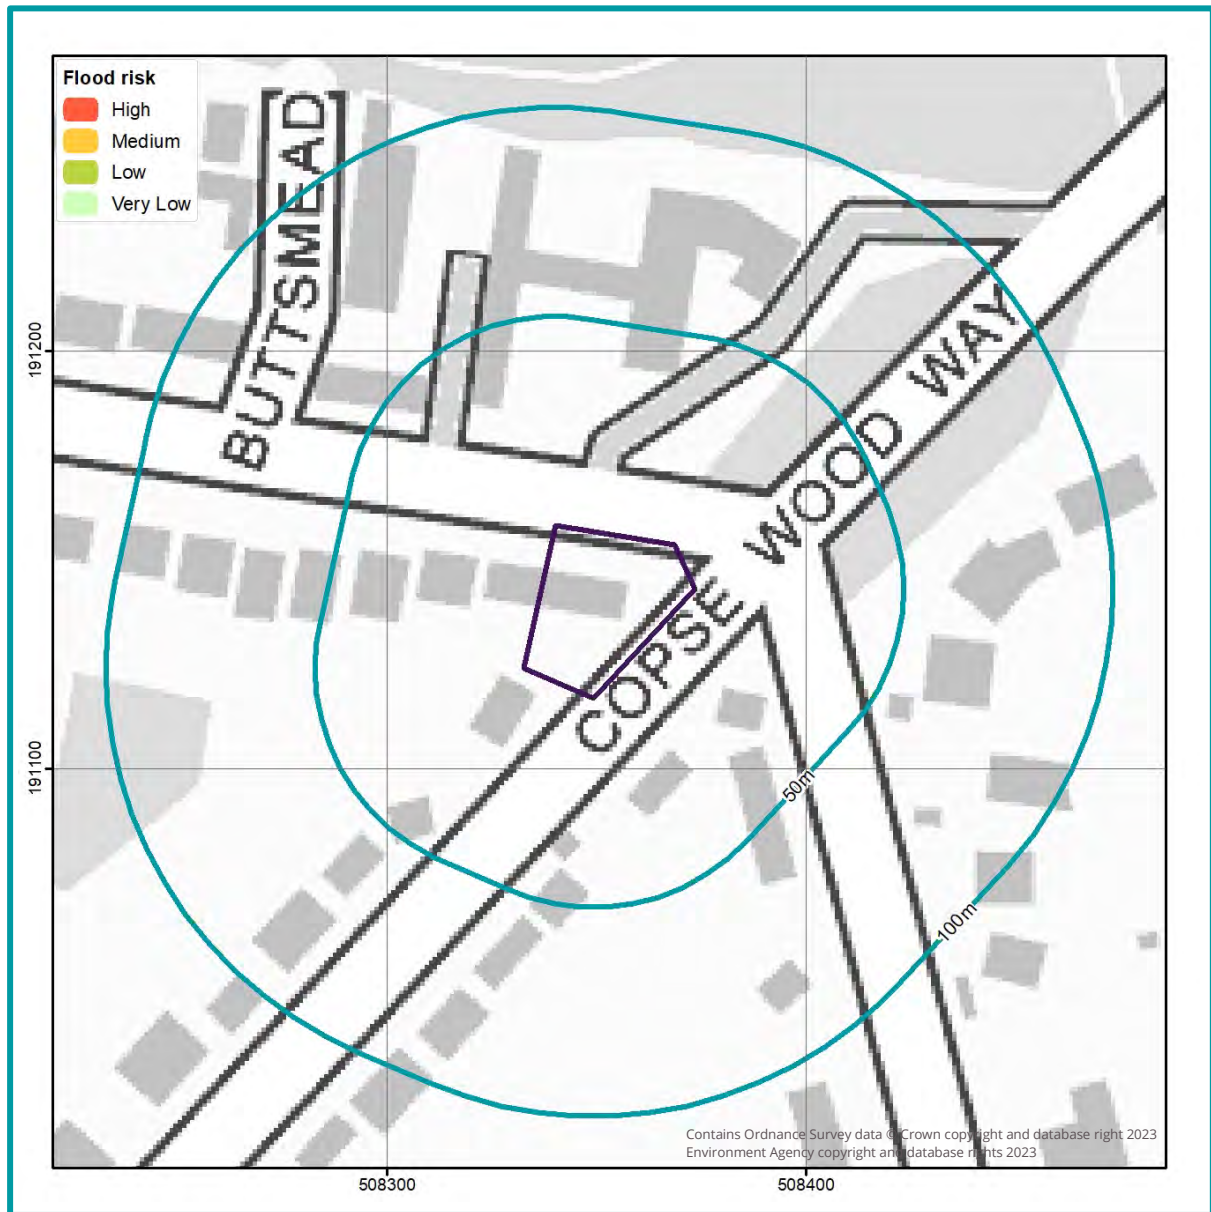 Flood risk
High
Medium
Low
Very Low
BUTTSMEAD
191200
COPSE WOOD WAY
191100
50m
100m
Contains Ordnance Survey data © Crown copyright and database right 2023
Environment Agency copyright and database rights 2023
508300
508400